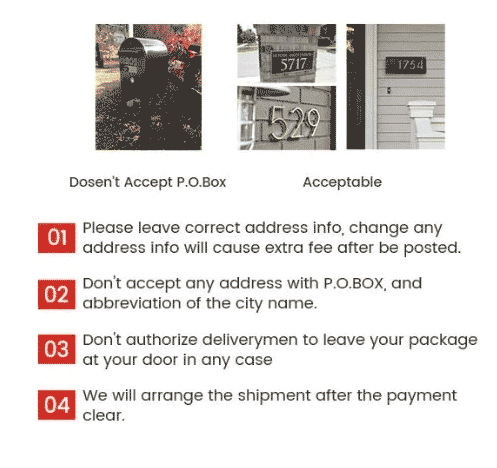 5717
1754
529
Dosen't Accept P.O.Box
Acceptable
01
Please leave correct address info, change any
address info will cause extra fee after be posted.
02
Don't accept any address with P.O.BOX, and
abbreviation of the city name.
03
Don't authorize deliverymen to leave your package
at your door in any case
04
We will arrange the shipment after the payment
clear.